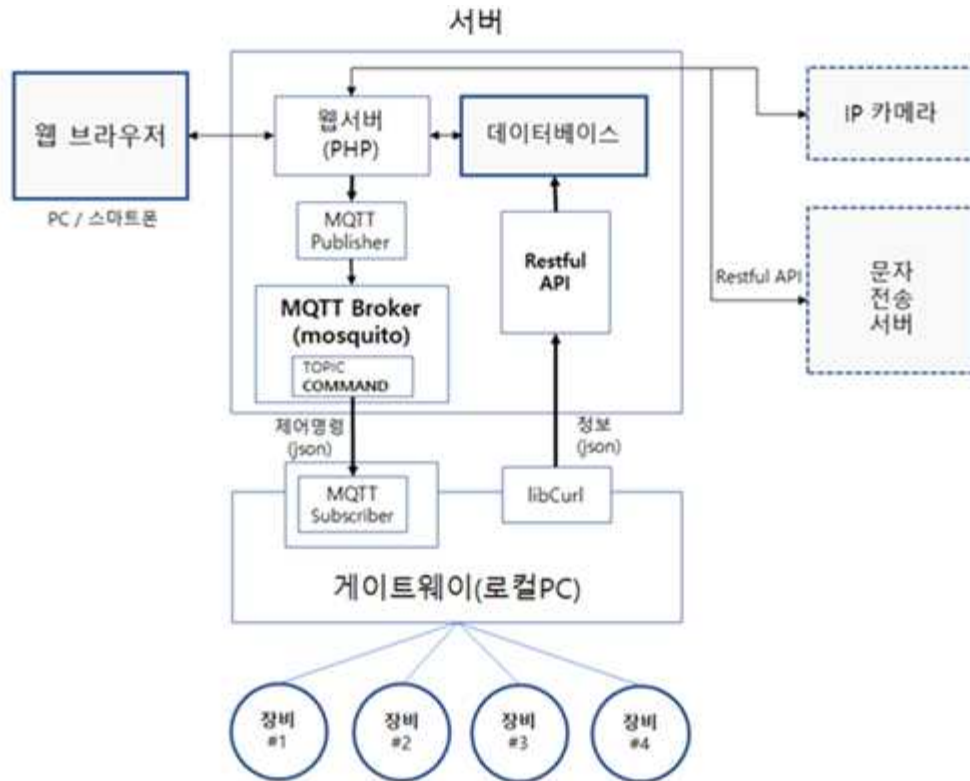 서버
웹 브라우저
PC / 스마트폰
웹서버
(PHP)
데이터베이스
IP 카메라
MQTT
Publisher
Restful
API
Restful API
문자
전송
서버
MQTT Broker
(mosquito)
TOPIC
COMMAND
제어명령
(json)
정보
(json)
MQTT
Subscriber
libCurl
게이트웨이(로컬PC)
장비
#1
장비
#2
장비
#3
장비
#4